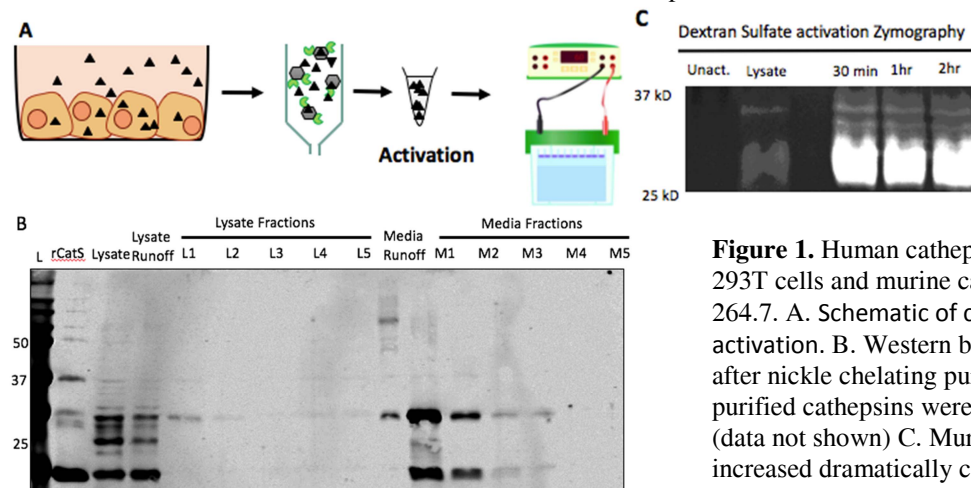 A
Activation
C
Dextran Sulfate activation Zymography
Unact. Lysate 30 min 1hr 2hr
37 kD
25 kD
B
Lysate Fractions
Media Fractions
L rCatS Lysate Lysate Runoff L1 L2 L3 L4 L5 Media Runoff M1 M2 M3 M4 M5
50
37
25
Figure 1. Human cathep
293T cells and murine ca
264.7. A. Schematic of c
activation. B. Western b
after nickle chelating pu
purified cathepsins were
(data not shown) C. Mur
increased dramatically c